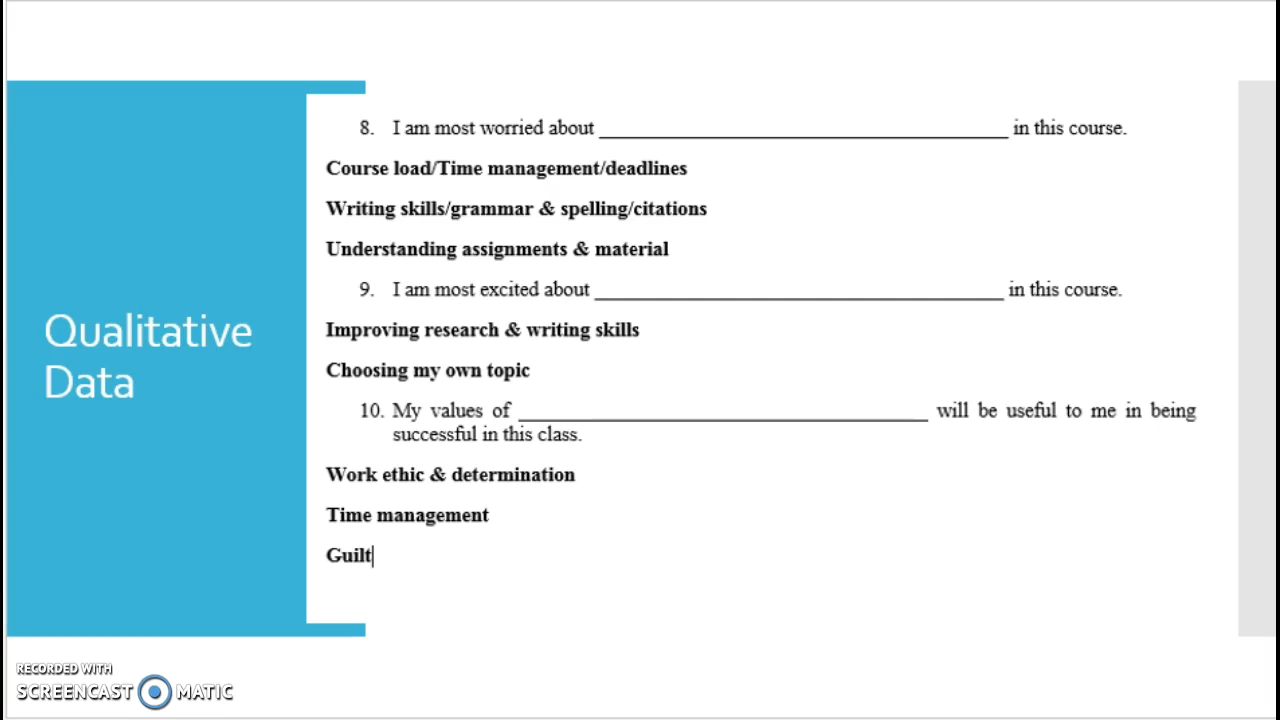 8. I am most worried about ________________________________________ in this course.
Course load/Time management/deadlines
Writing skills/grammar & spelling/citations
Understanding assignments & material
9. I am most excited about ________________________________________ in this course.
Improving research & writing skills
Choosing my own topic
10. My values of ________________________________________ will be useful to me in being
successful in this class.
Work ethic & determination
Time management
Guilt
Qualitative
Data
RECORDED WITH
SCREENCAST MATIC